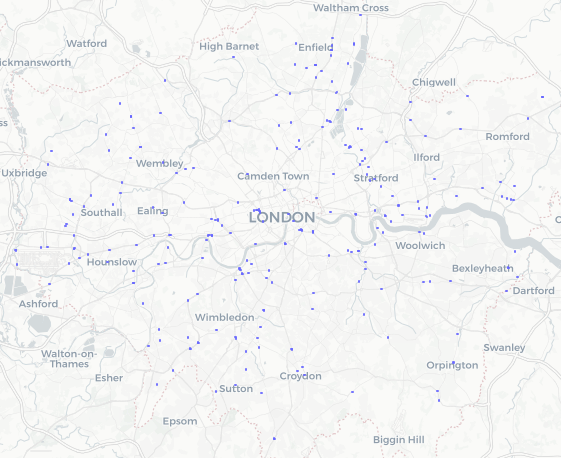 Waltham Cross
Watford
High Barnet
Enfield
ickmansworth
Chigwell
ss
Romford
Wembley
Ilford
Uxbridge
Camden Town
Stratford
Southall
Ealing
LONDON
C
Woolwich
Hounslow
Bexleyheath
Dartford
Ashford
Wimbledon
Swanley
Walton-on-
Thames
Esher
Croydon
Orpington
Sutton
Epsom
Biggin Hill